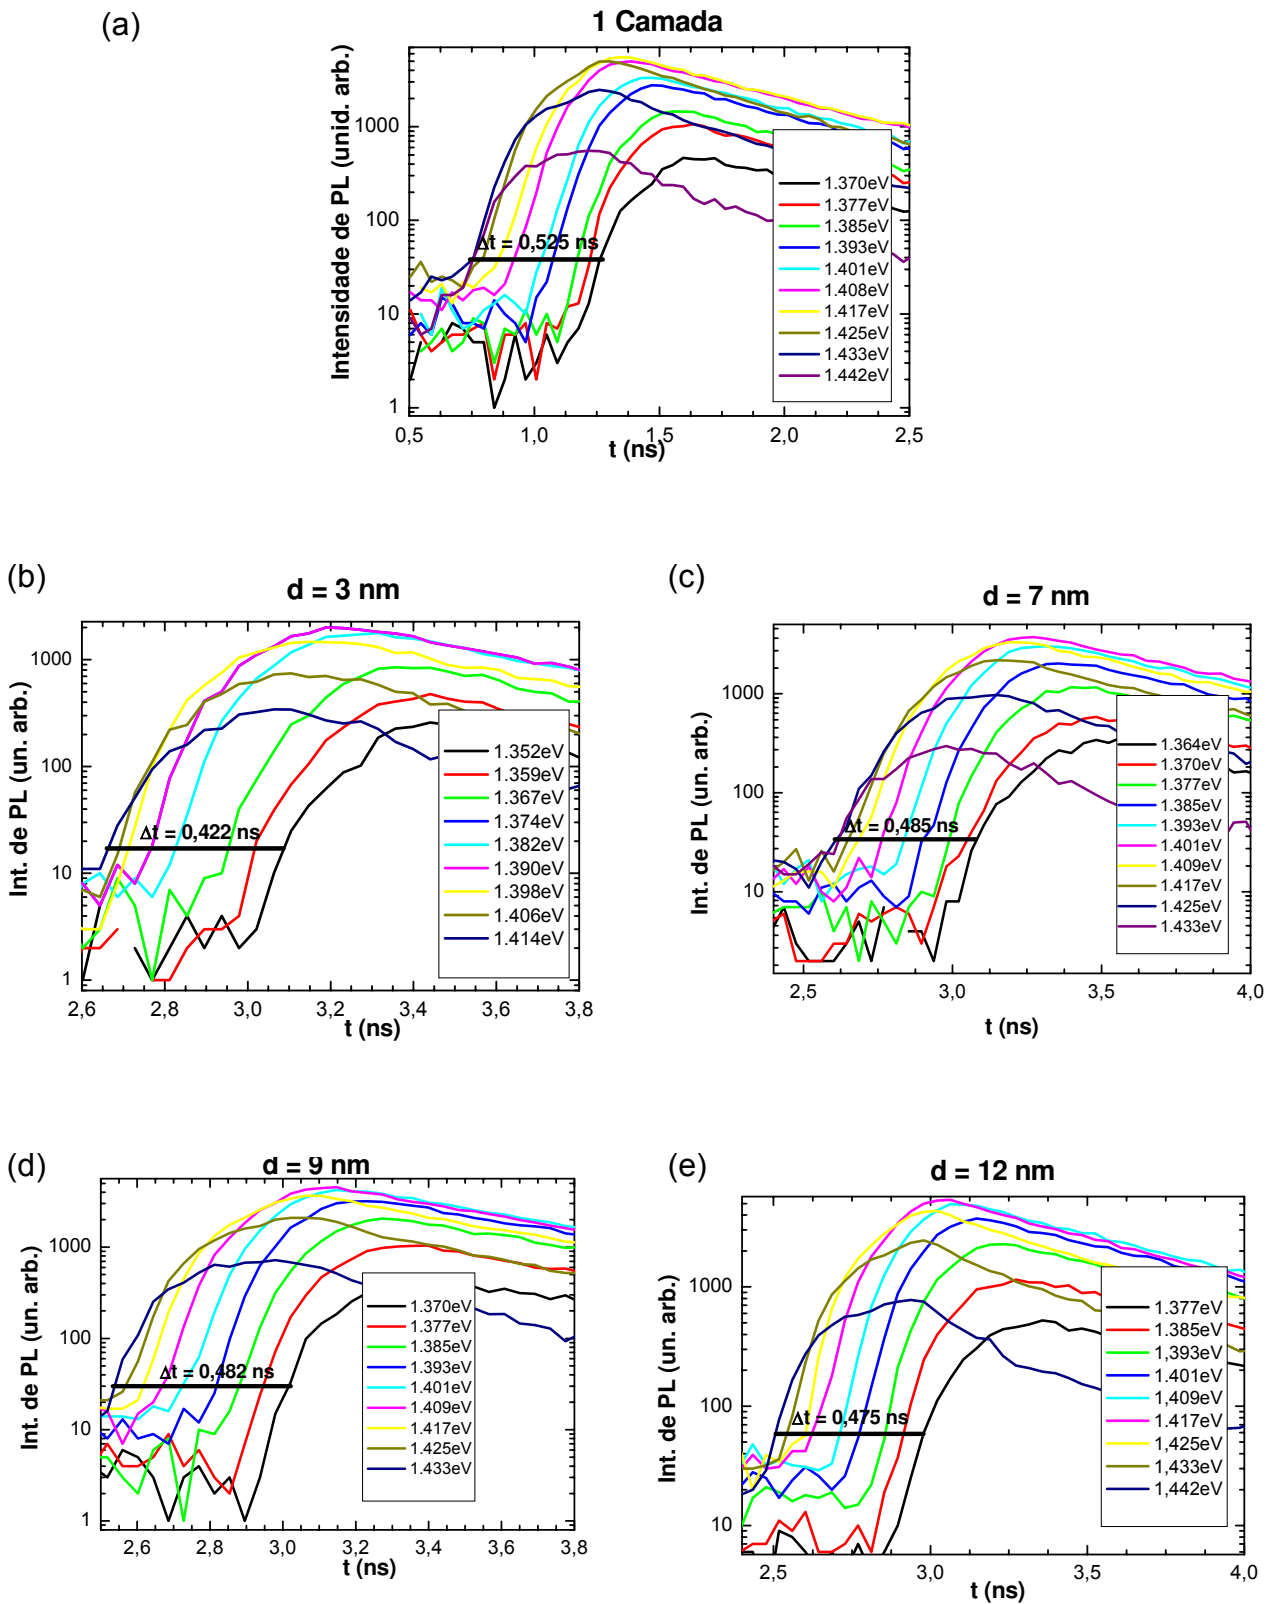 (a)
1 Camada
Intensidade de PL (unid. arb.)
1000
100
10
1
Δt = 0,525 ns
1.370eV
1.377eV
1.385eV
1.393eV
1.401eV
1.408eV
1.417eV
1.425eV
1.433eV
1.442eV
0,5 1,0 1,5 2,0 2,5
t (ns)
(b)
d = 3 nm
Int. de PL (un. arb.)
1000
100
10
1
Δt = 0,422 ns
1.352eV
1.359eV
1.367eV
1.374eV
1.382eV
1.390eV
1.398eV
1.406eV
1.414eV
2,6 2,8 3,0 3,2 3,4 3,6 3,8
t (ns)
(c)
d = 7 nm
Int. de PL (un. arb.)
1000
100
10
Δt = 0,485 ns
1.364eV
1.370eV
1.377eV
1.385eV
1.393eV
1.401eV
1.409eV
1.417eV
1.425eV
1.433eV
2,5 3,0 3,5 4,0
t (ns)
(d)
d = 9 nm
Int. de PL (un. arb.)
1000
100
10
1
Δt = 0,482 ns
1.370eV
1.377eV
1.385eV
1.393eV
1.401eV
1.409eV
1.417eV
1.425eV
1.433eV
2,6 2,8 3,0 3,2 3,4 3,6 3,8
t (ns)
(e)
d = 12 nm
Int. de PL (un. arb.)
1000
100
10
Δt = 0,475 ns
1.377eV
1.385eV
1,393eV
1.401eV
1,409eV
1.417eV
1,425eV
1,433eV
1,442eV
2,5 3,0 3,5 4,0
t (ns)